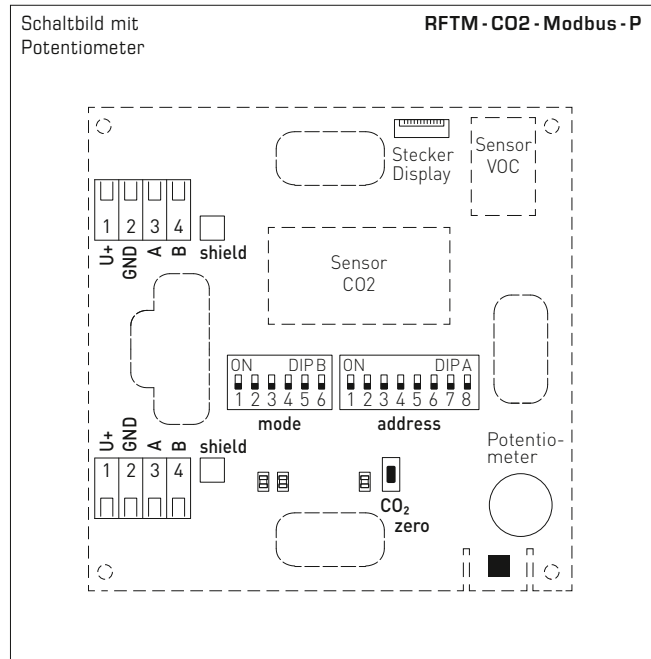 Schaltbild mit
Potentiometer
RFTM - CO2 - Modbus - P
Stecker
Display
Sensor
VOC
1 2 3 4
U+ GND A B shield
Sensor
CO2
ON DIP B
1 2 3 4 5 6
mode
ON DIP A
1 2 3 4 5 6 7 8
address
U+ GND A B shield
1 2 3 4
Potentio-
meter
CO₂
zero